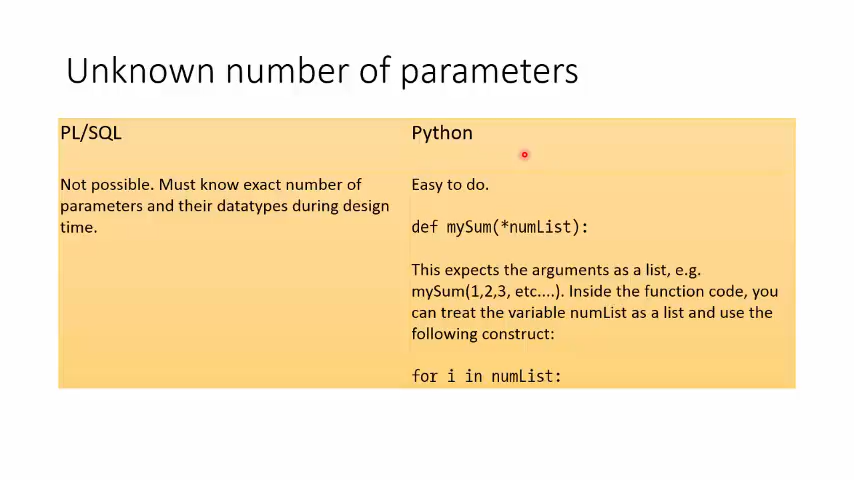 Unknown number of parameters
PL/SQL
Not possible. Must know exact number of
parameters and their datatypes during design
time.
Python
Easy to do.
def mySum(*numList):
This expects the arguments as a list, e.g.
mySum(1,2,3, etc....). Inside the function code, you
can treat the variable numList as a list and use the
following construct:
for i in numList: